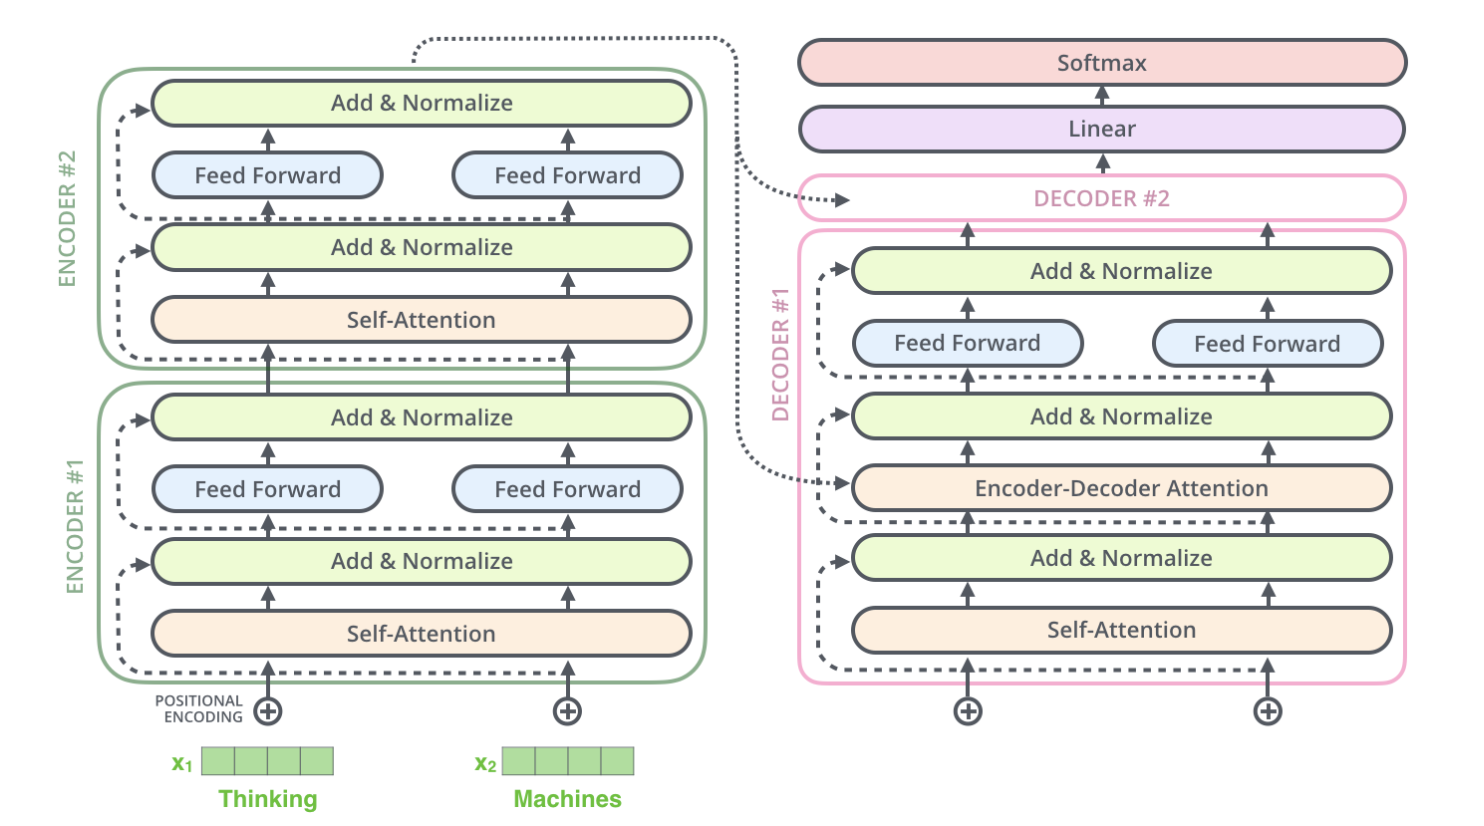 ENCODER #2
Add & Normalize
Feed Forward
Feed Forward
Add & Normalize
Self-Attention
ENCODER #1
Add & Normalize
Feed Forward
Feed Forward
Add & Normalize
Self-Attention
POSITIONAL
ENCODING
x1
Thinking
x2
Machines
Softmax
Linear
DECODER #2
DECODER #1
Add & Normalize
Feed Forward
Feed Forward
Add & Normalize
Encoder-Decoder Attention
Add & Normalize
Self-Attention